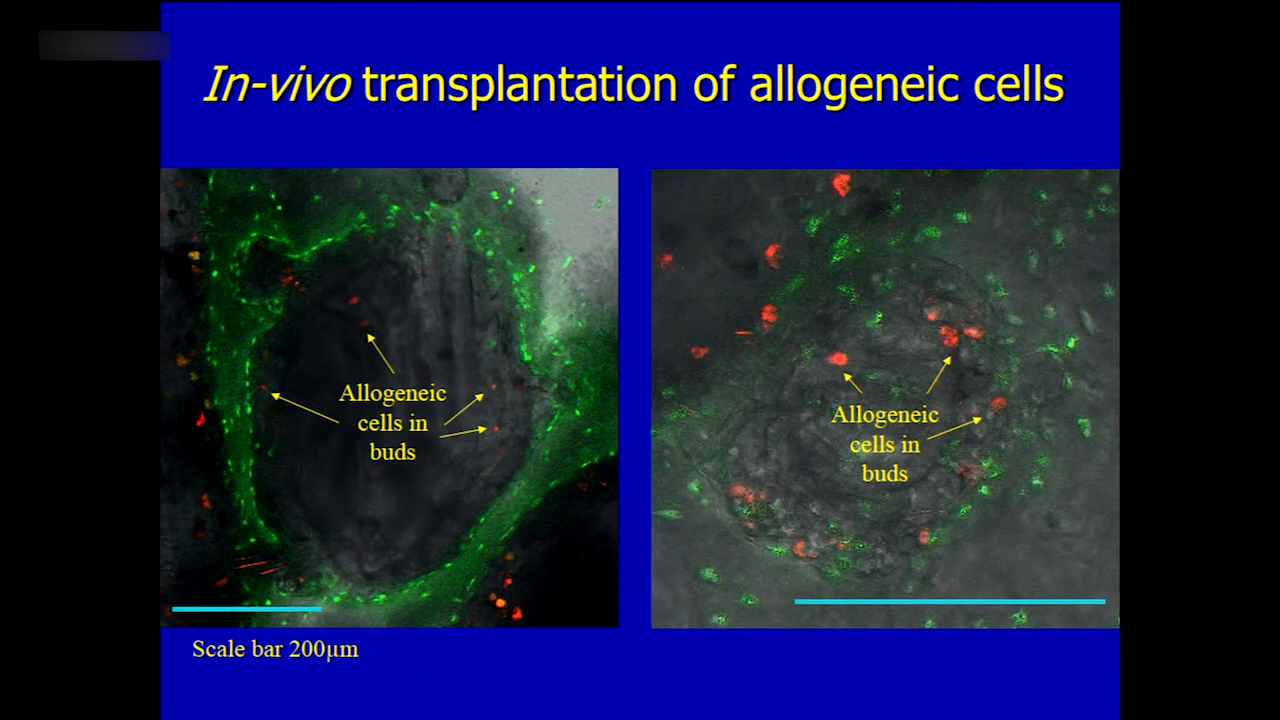 In-vivo transplantation of allogeneic cells
Allogeneic
cells in
buds
Allogeneic
cells in
buds
Scale bar 200µm